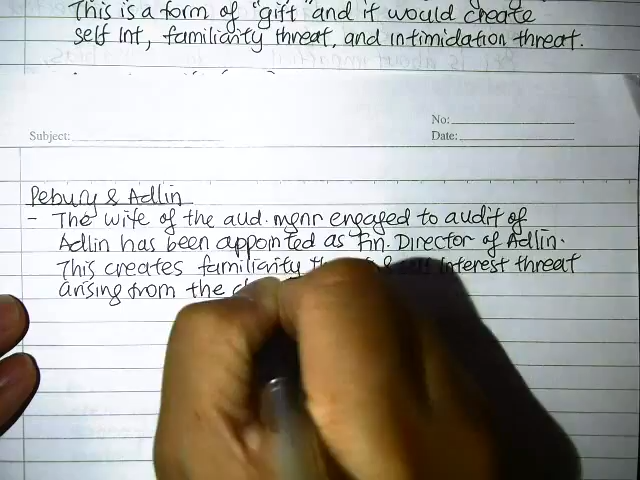 This is a form of "gift" and it would create
self Int, familiarity threat, and intimidation threat.
No:
Subject:
Date:
Pebury & Adlin
- The wife of the aud. mgnr engaged to audit of
Adlin has been appointed as Fin. Director of Adlin.
This creates familiarity interest threat
arising from the